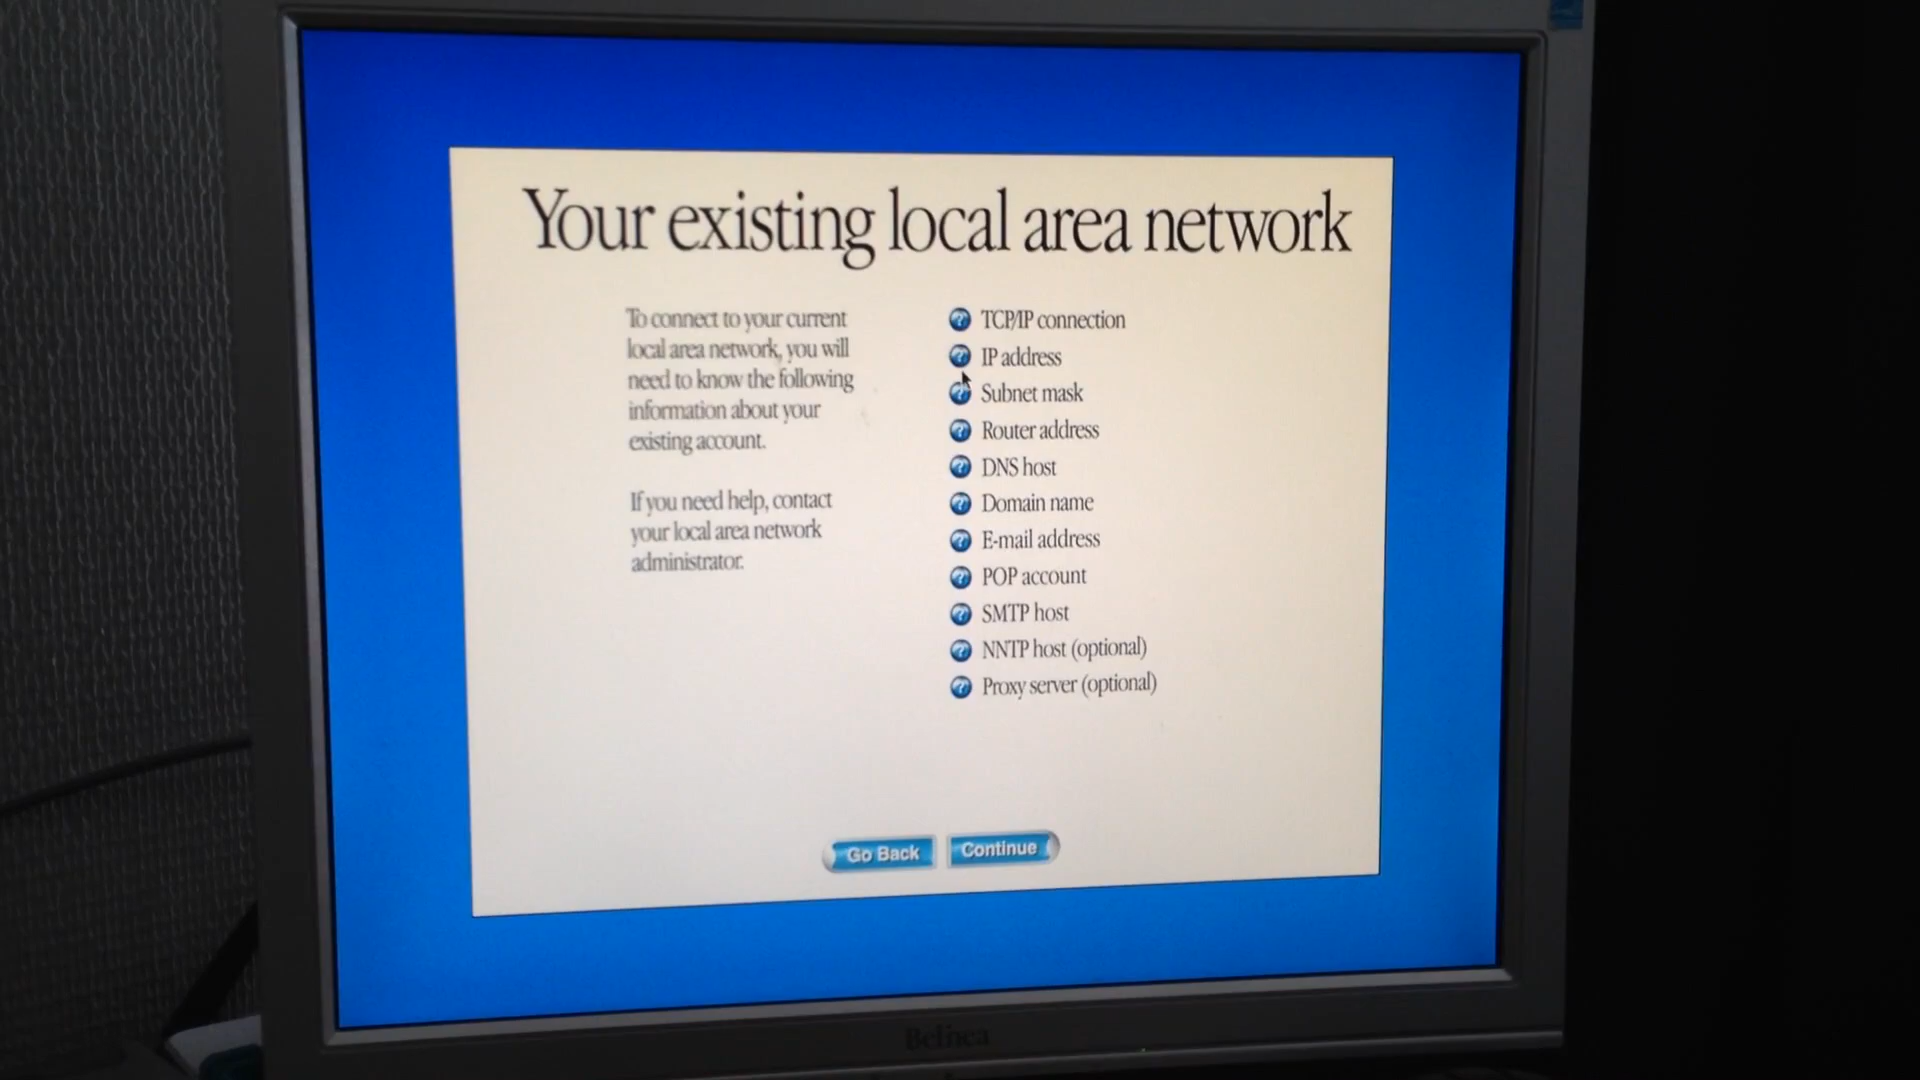 Your existing local area network
To connect to your current
local area network, you will
need to know the following
information about your
existing account.
If you need help, contact
your local area network
administrator.
TCP/IP connection
IP address
Subnet mask
Router address
DNS host
Domain name
E-mail address
POP account
SMTP host
NNTP host (optional)
Proxy server (optional)
Go Back
Continue
Belinea